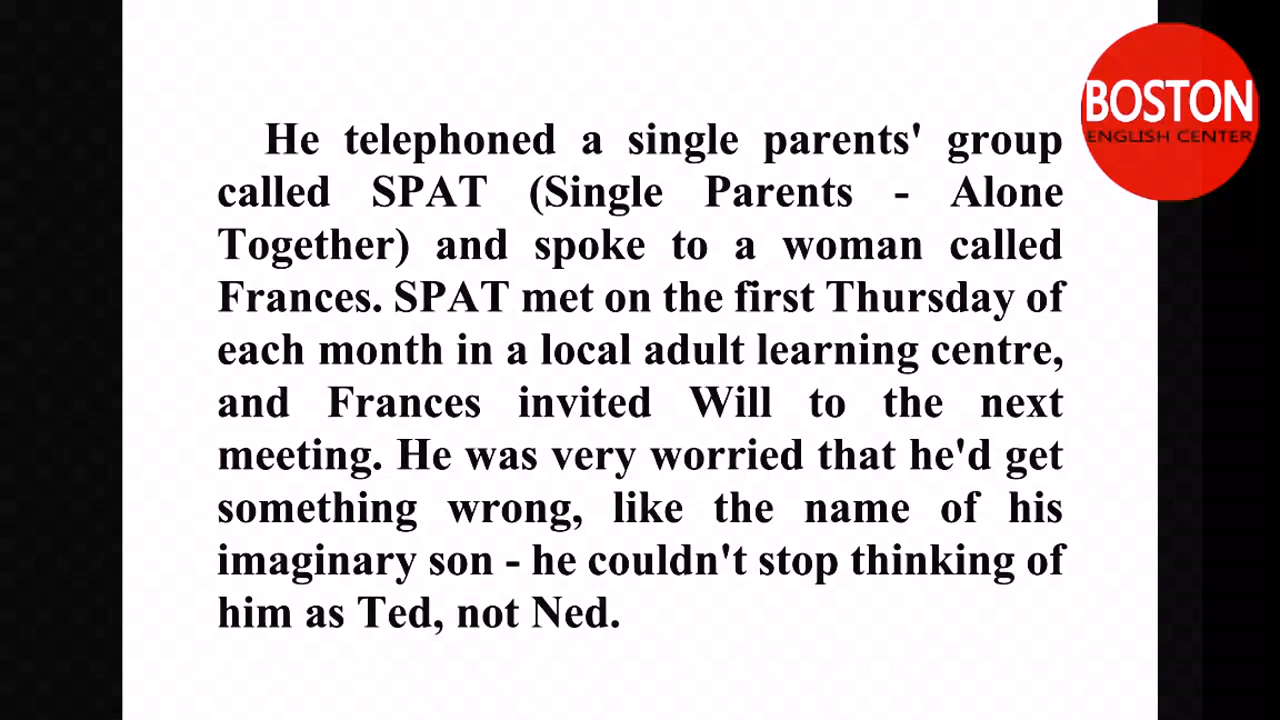 He telephoned a single parents' group
called SPAT (Single Parents - Alone
Together) and spoke to a woman called
Frances. SPAT met on the first Thursday of
each month in a local adult learning centre,
and Frances invited Will to the next
meeting. He was very worried that he'd get
something wrong, like the name of his
imaginary son - he couldn't stop thinking of
him as Ted, not Ned.
BOSTON
ENGLISH CENTER